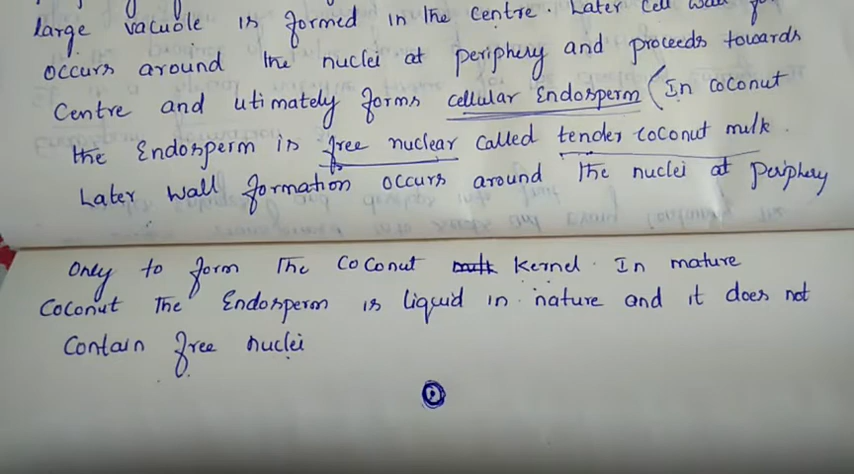 large vacuole is formed in the centre. Later cell wall
occurs around the nuclei at periphery and proceeds towards
Centre and utimately forms cellular Endosperm (In coconut
the Endosperm is free nuclear called tender coconut milk.
Later wall formation occurs around the nuclei at periphery
Only to form the Coconut kernel. In mature
Coconut the Endosperm is liquid in nature and it does not
Contain free nuclei